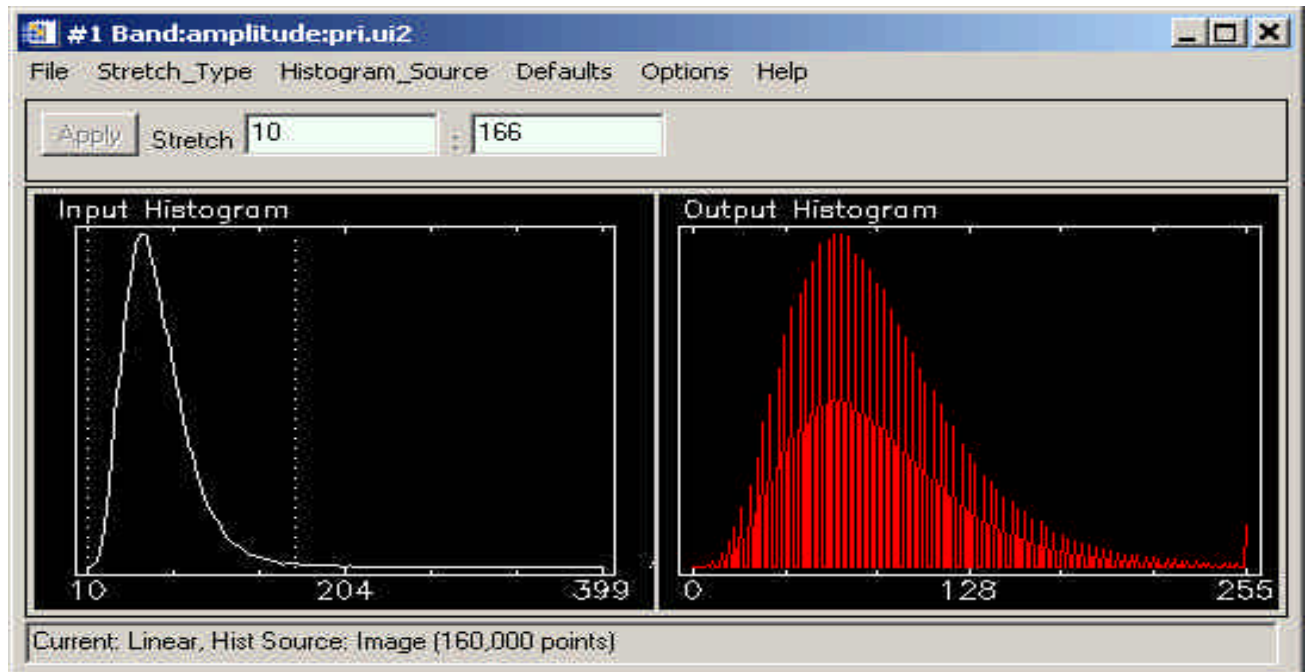 #1 Band:amplitude:pri.ui2
File Stretch_Type Histogram_Source Defaults Options Help
Apply Stretch 10 : 166
Input Histogram
10 204 399
Output Histogram
0 128 255
Current: Linear, Hist Source: Image (160,000 points)